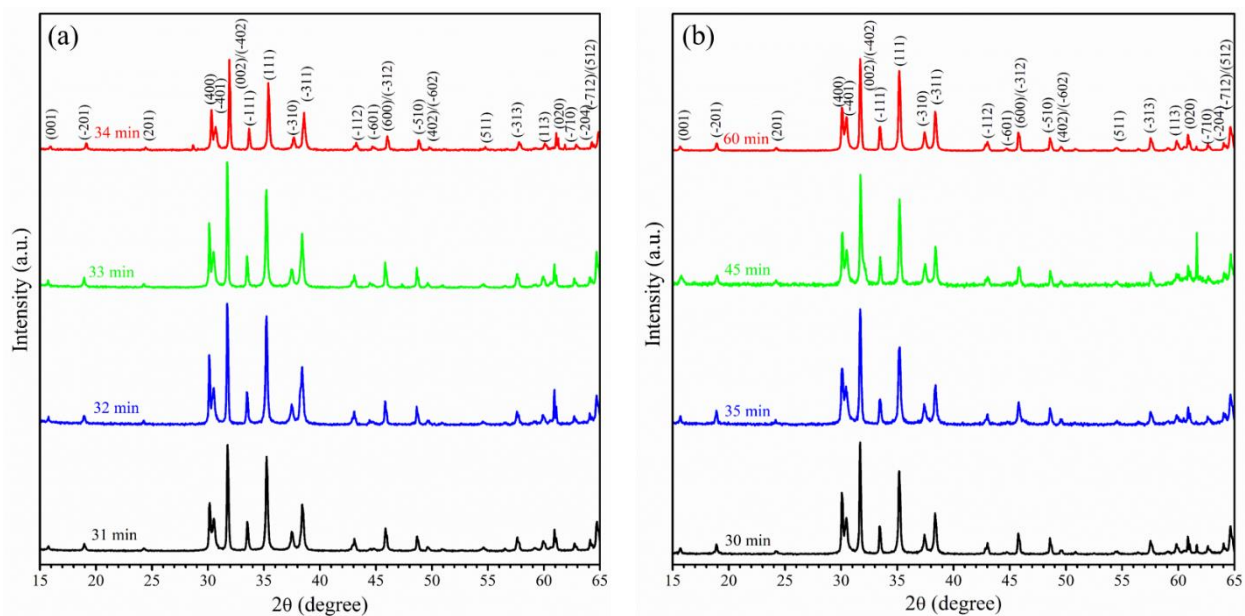 (a)
(001)
(-201)
(201)
(400)
(-401)
(002)/(-402)
(-111)
(111)
(-310)
(-311)
(-112)
(-601)
(600)/(-312)
(-510)
(402)/(-602)
(511)
(-313)
(113)
(020)
(-710)
(-204)
(-712)/(512)
34 min
33 min
32 min
31 min
Intensity (a.u.)
15 20 25 30 35 40 45 50 55 60 65
2θ (degree)
(b)
(001)
(-201)
(201)
(400)
(-401)
(002)/(-402)
(-111)
(111)
(-310)
(-311)
(-112)
(-601)
(600)/(-312)
(-510)
(402)/(-602)
(511)
(-313)
(113)
(020)
(-710)
(-204)
(-712)/(512)
60 min
45 min
35 min
30 min
Intensity (a.u.)
15 20 25 30 35 40 45 50 55 60 65
2θ (degree)